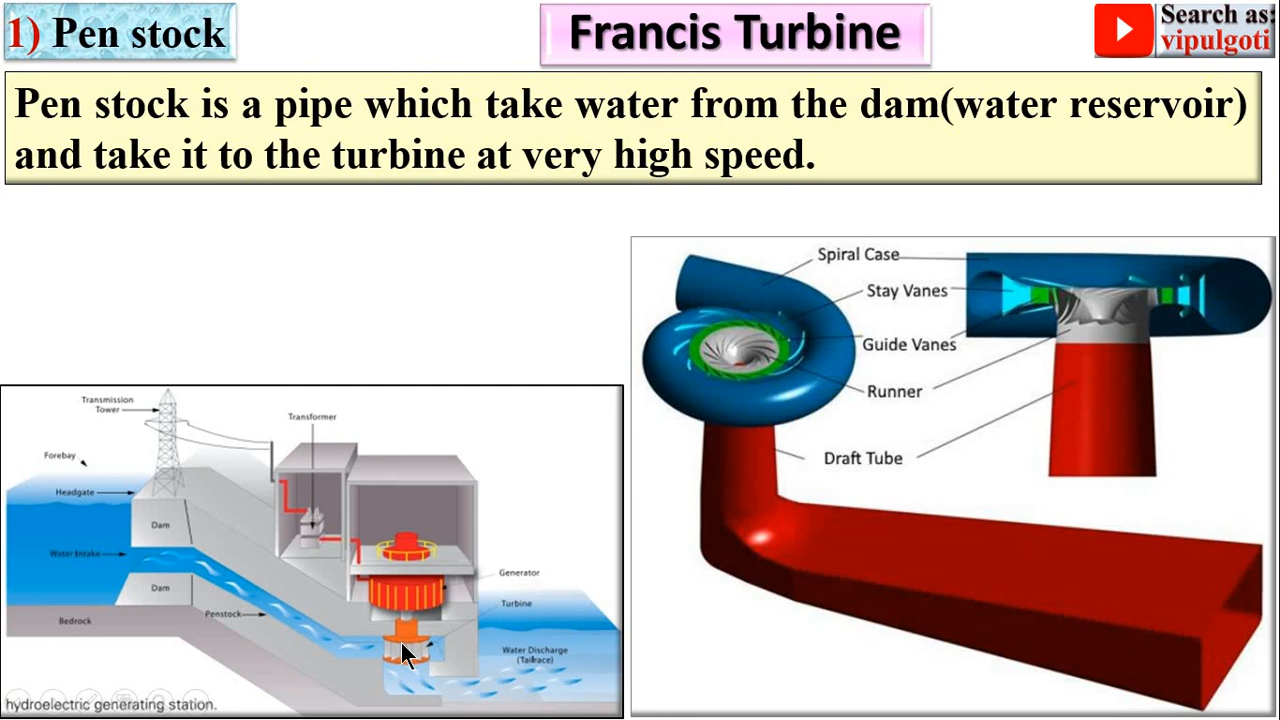 1) Pen stock
Francis Turbine
Search as:
vipulgoti
Pen stock is a pipe which take water from the dam(water reservoir)
and take it to the turbine at very high speed.
Spiral Case
Stay Vanes
Guide Vanes
Runner
Draft Tube
Transmission
Tower
Transformer
Forebay
Headgate
Dam
Water Intake
Dam
Generator
Turbine
Penstock
Bedrock
Water Discharge
(Tailrace)
hydroelectric generating station.